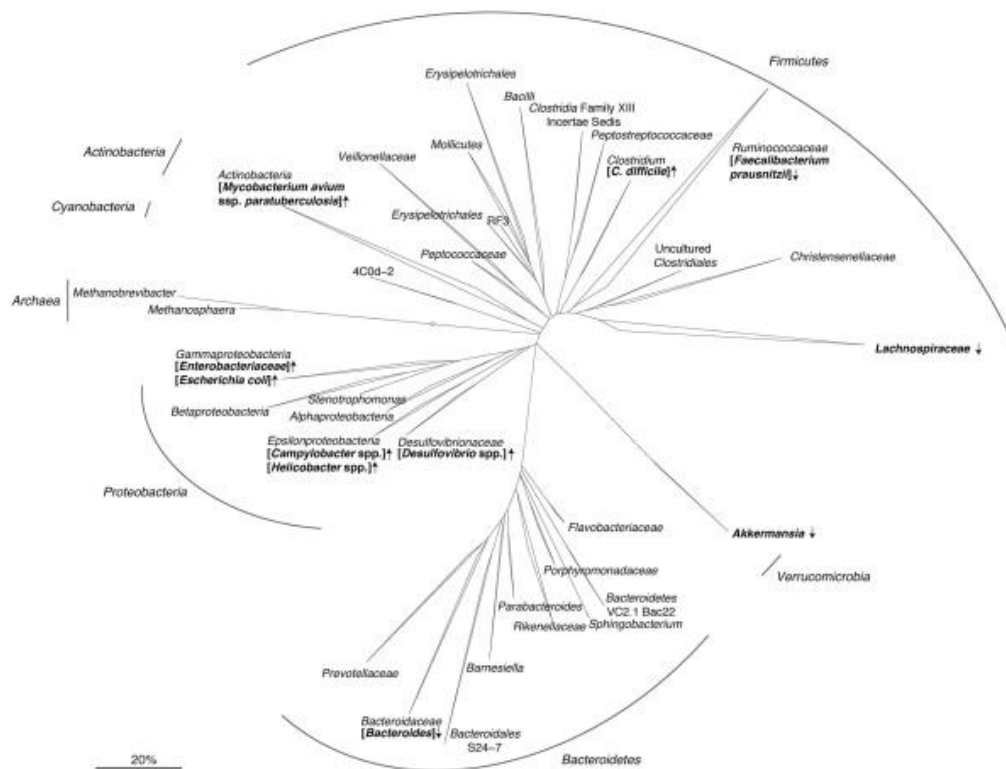 Firmicutes
Erysipelotrichales
Bacilli
Clostridia Family XIII
Incertae Sedis
Peptostreptococcaceae
Actinobacteria
Mollicutes
Veillonellaceae
Clostridium
[C. difficile]↑
Ruminococcaceae
[Faecalibacterium
prausnitzii]↓
Actinobacteria
[Mycobacterium avium
ssp. paratuberculosis]↑
Cyanobacteria
Erysipelotrichales
RF3
Peptococcaceae
Uncultured
Clostridiales
Christensenellaceae
4C0d–2
Archaea
Methanobrevibacter
Methanosphaera
Lachnospiraceae ↓
Gammaproteobacteria
[Enterobacteriaceae]↑
[Escherichia coli]↑
Stenotrophomonas
Betaproteobacteria
Alphaproteobacteria
Epsilonproteobacteria
[Campylobacter spp.]↑
[Helicobacter spp.]↑
Desulfovibrionaceae
[Desulfovibrio spp.]↑
Proteobacteria
Flavobacteriaceae
Akkermansia ↓
Verrucomicrobia
Porphyromonadaceae
Bacteroidetes
VC2.1 Bac22
Parabacteroides
Rikenellaceae
Sphingobacterium
Prevotellaceae
Barnesiella
Bacteroidaceae
[Bacteroides]↓
Bacteroidales
S24–7
Bacteroidetes
20%